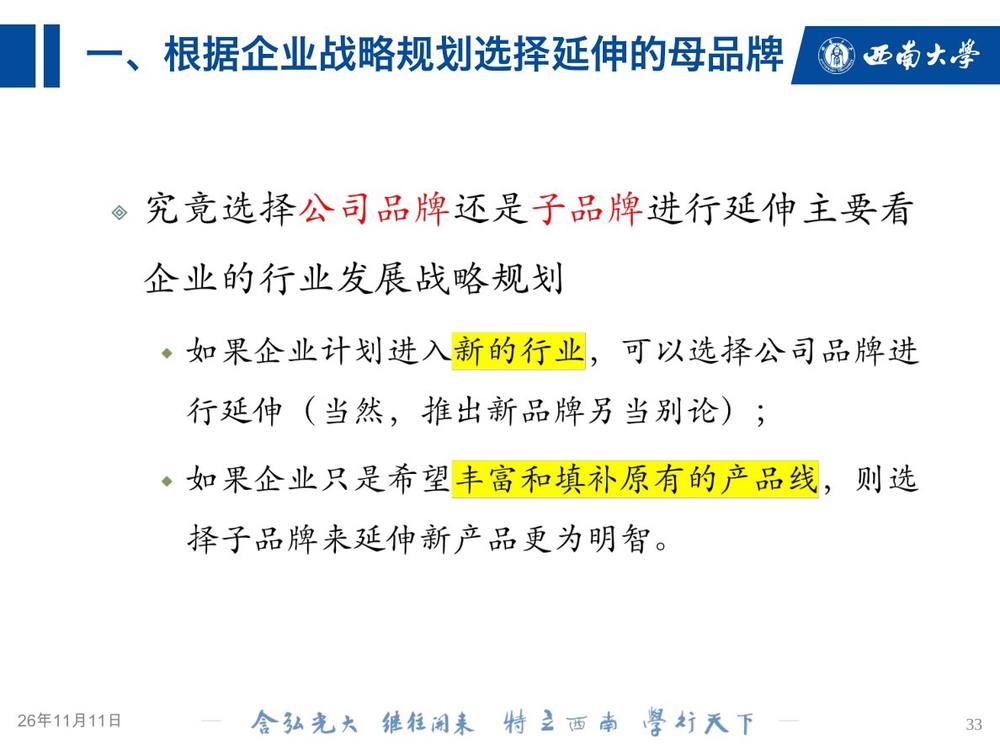 一、根据企业战略规划选择延伸的母品牌
西南大学
究竟选择公司品牌还是子品牌进行延伸主要看
企业的行业发展战略规划
如果企业计划进入新的行业，可以选择公司品牌进
行延伸（当然，推出新品牌另当别论）；
如果企业只是希望丰富和填补原有的产品线，则选
择子品牌来延伸新产品更为明智。
26年11月11日
含弘光大 继往开来 特立西南 學行天下
33